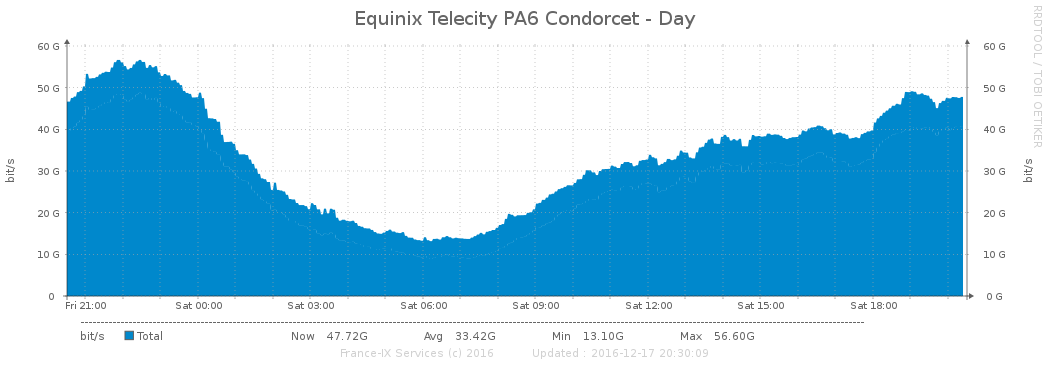 Equinix Telecity PA6 Condorcet - Day
RRDTOOL / TOBI OETIKER
60 G 60 G
50 G 50 G
40 G 40 G
30 G 30 G
20 G 20 G
10 G 10 G
0 0 G
bit/s
bit/s
Fri 21:00 Sat 00:00 Sat 03:00 Sat 06:00 Sat 09:00 Sat 12:00 Sat 15:00 Sat 18:00
bit/s Total Now 47.72G Avg 33.42G Min 13.10G Max 56.60G
France-IX Services (c) 2016 Updated : 2016-12-17 20:30:09